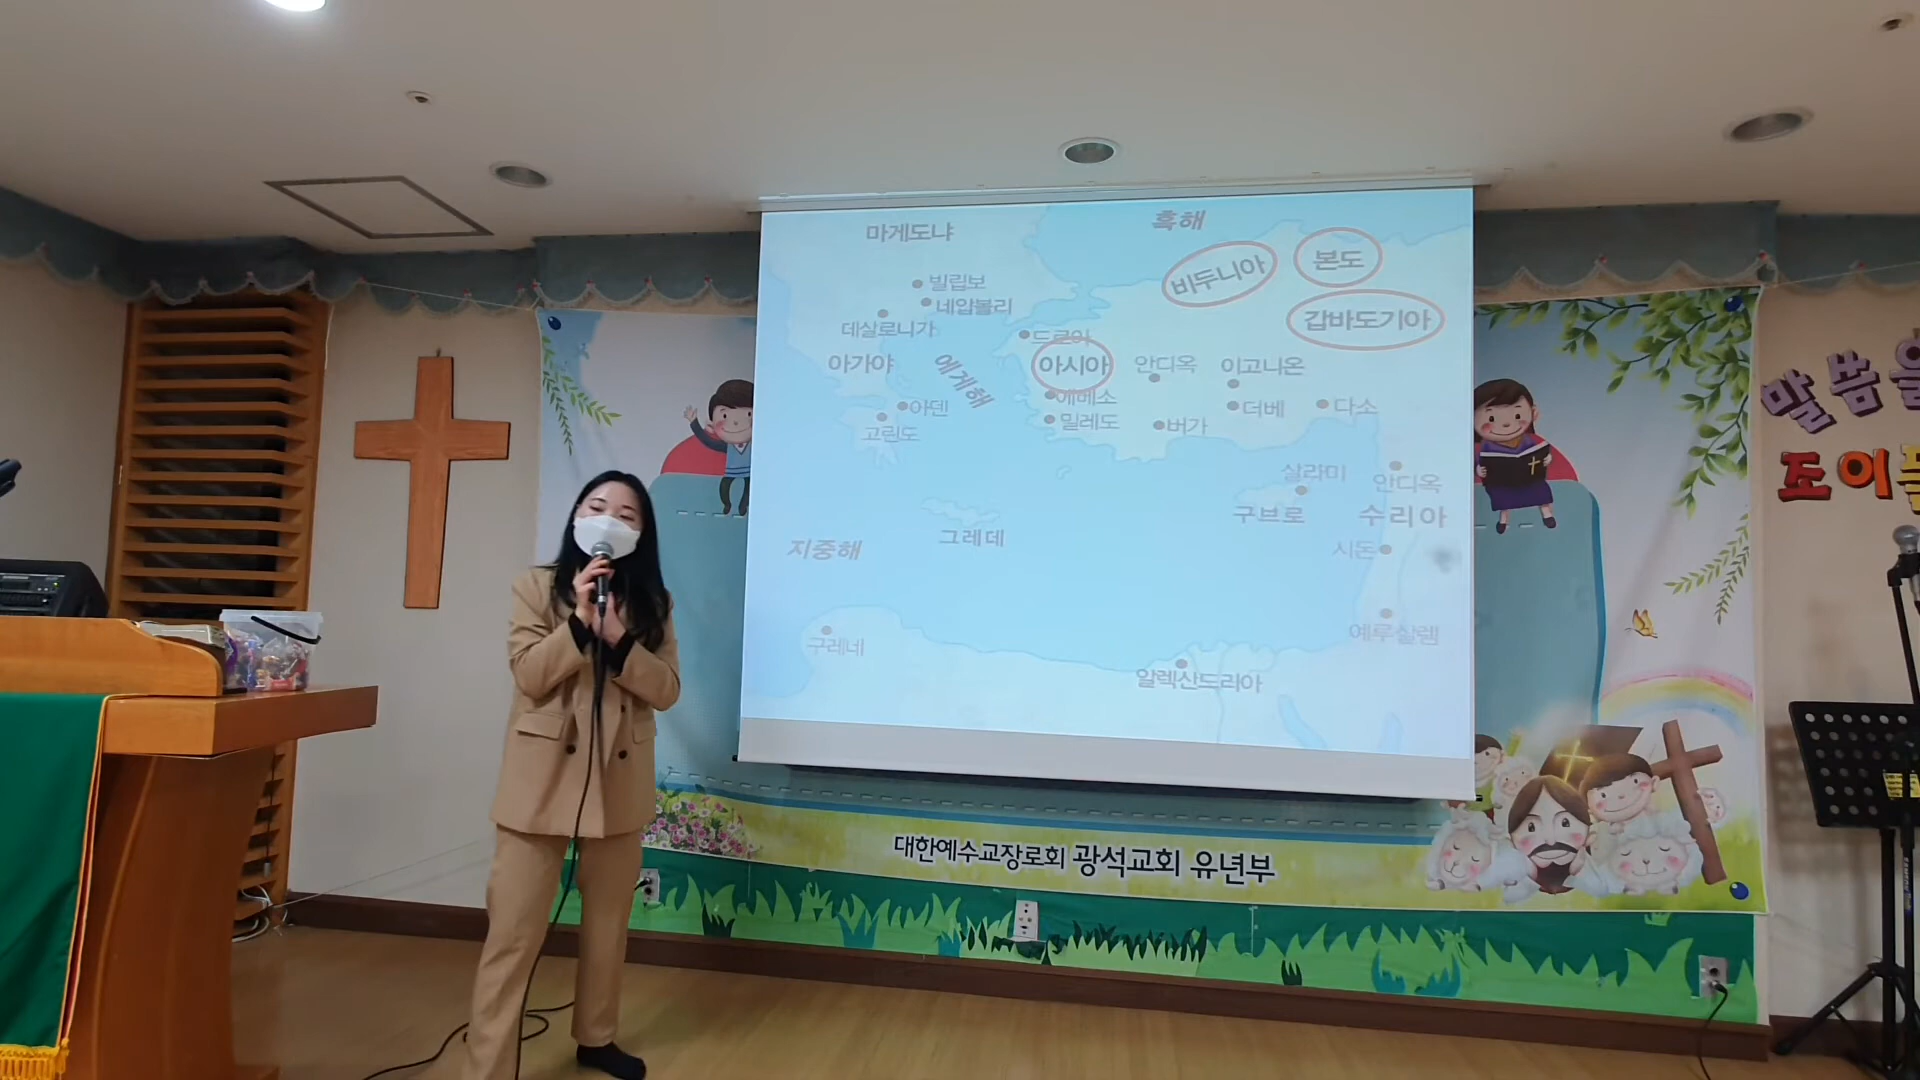 마게도냐
흑해
비두니아
본도
빌립보
네압볼리
갑바도기아
데살로니가
드로아
아가야
에게해
아시아
안디옥
이고니온
에베소
아덴
더베
다소
고린도
밀레도
버가
살라미
안디옥
구브로
수리아
지중해
그레데
시돈
구레네
예루살렘
알렉산드리아
대한예수교장로회 광석교회 유년부
말씀을
조이